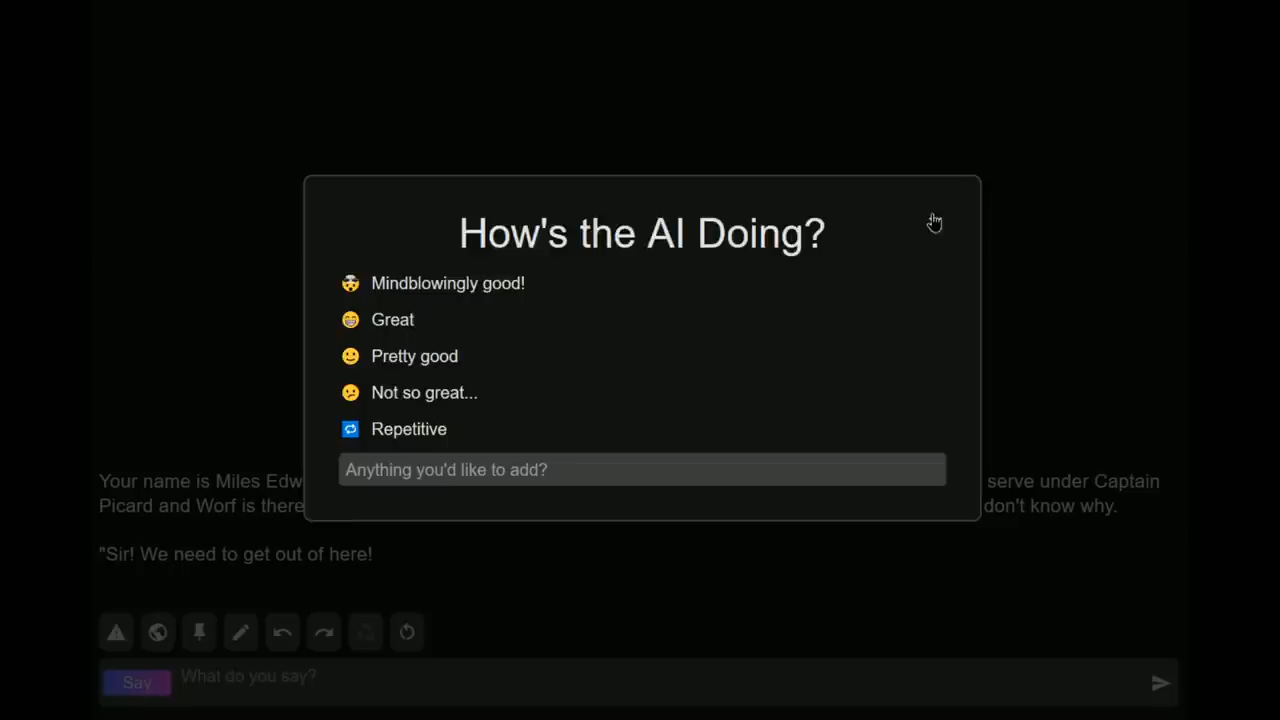 How's the AI Doing?
Mindblowingly good!
Great
Pretty good
Not so great...
Repetitive
Anything you'd like to add?
Your name is Miles Edw serve under Captain
Picard and Worf is there don't know why.
"Sir! We need to get out of here!
Say What do you say?